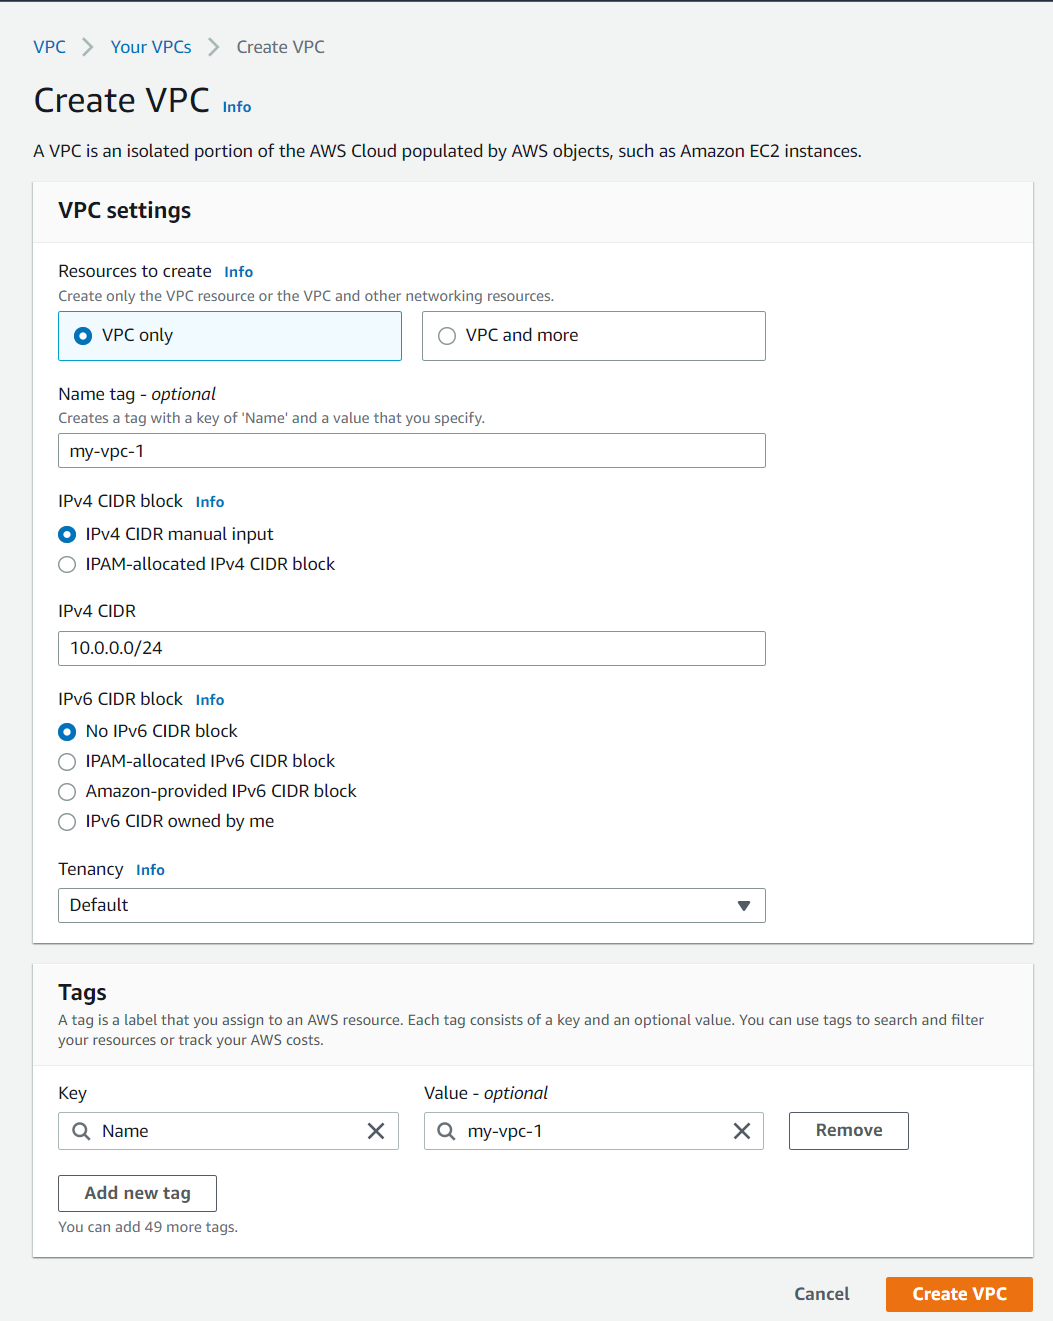 VPC > Your VPCs > Create VPC
Create VPC Info
A VPC is an isolated portion of the AWS Cloud populated by AWS objects, such as Amazon EC2 instances.
VPC settings
Resources to create Info
Create only the VPC resource or the VPC and other networking resources.
VPC only VPC and more
Name tag - optional
Creates a tag with a key of 'Name' and a value that you specify.
my-vpc-1
IPv4 CIDR block Info
IPv4 CIDR manual input
IPAM-allocated IPv4 CIDR block
IPv4 CIDR
10.0.0.0/24
IPv6 CIDR block Info
No IPv6 CIDR block
IPAM-allocated IPv6 CIDR block
Amazon-provided IPv6 CIDR block
IPv6 CIDR owned by me
Tenancy Info
Default
Tags
A tag is a label that you assign to an AWS resource. Each tag consists of a key and an optional value. You can use tags to search and filter
your resources or track your AWS costs.
Key Value - optional
Name my-vpc-1 Remove
Add new tag
You can add 49 more tags.
Cancel Create VPC